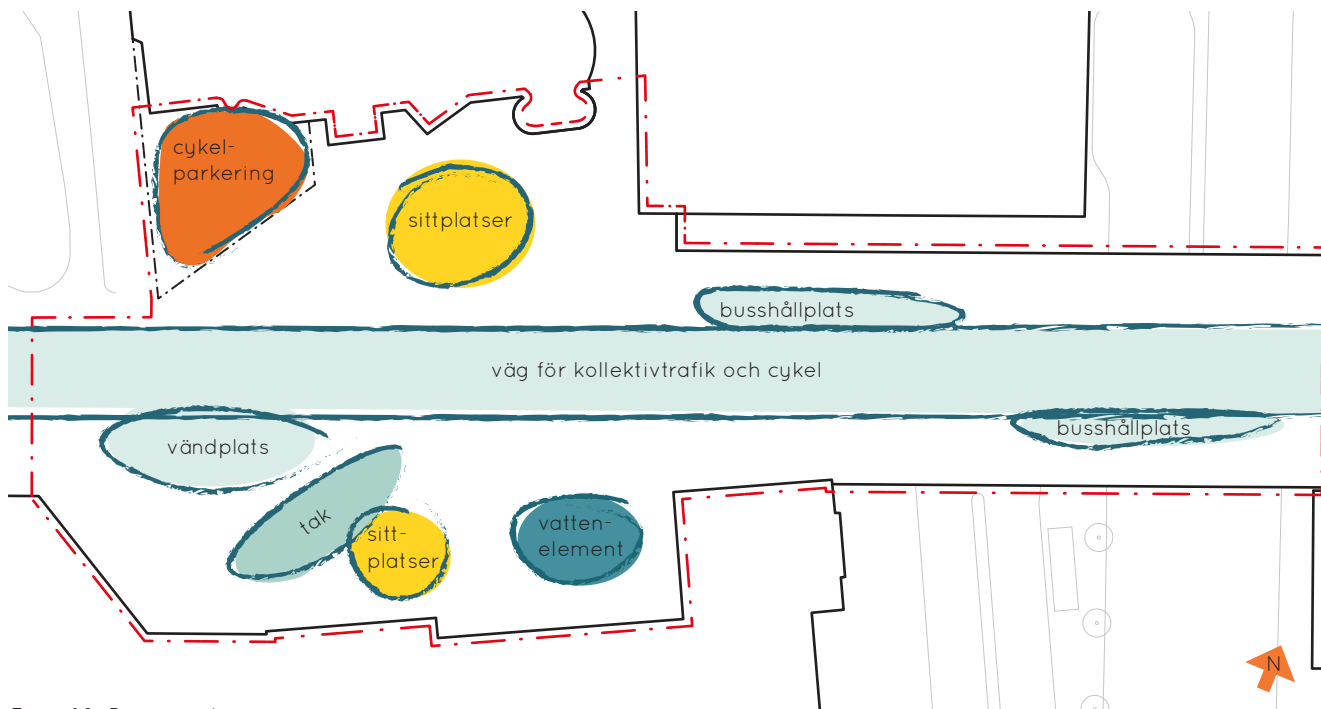 cykel-
parkering
sittplatser
busshållplats
väg för kollektivtrafik och cykel
busshållplats
vändplats
tak
sitt-
platser
vatten-
element
N